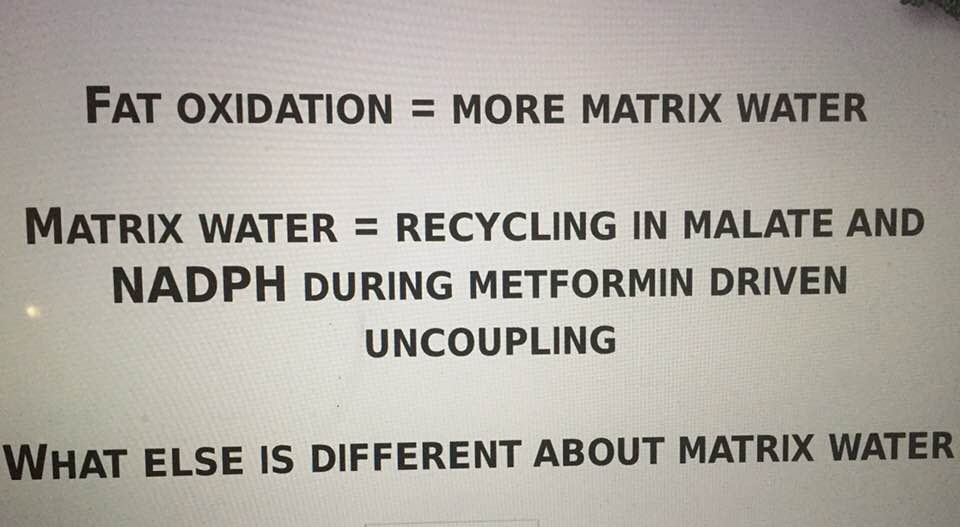 FAT OXIDATION = MORE MATRIX WATER
MATRIX WATER = RECYCLING IN MALATE AND
NADPH DURING METFORMIN DRIVEN
UNCOUPLING
WHAT ELSE IS DIFFERENT ABOUT MATRIX WATER